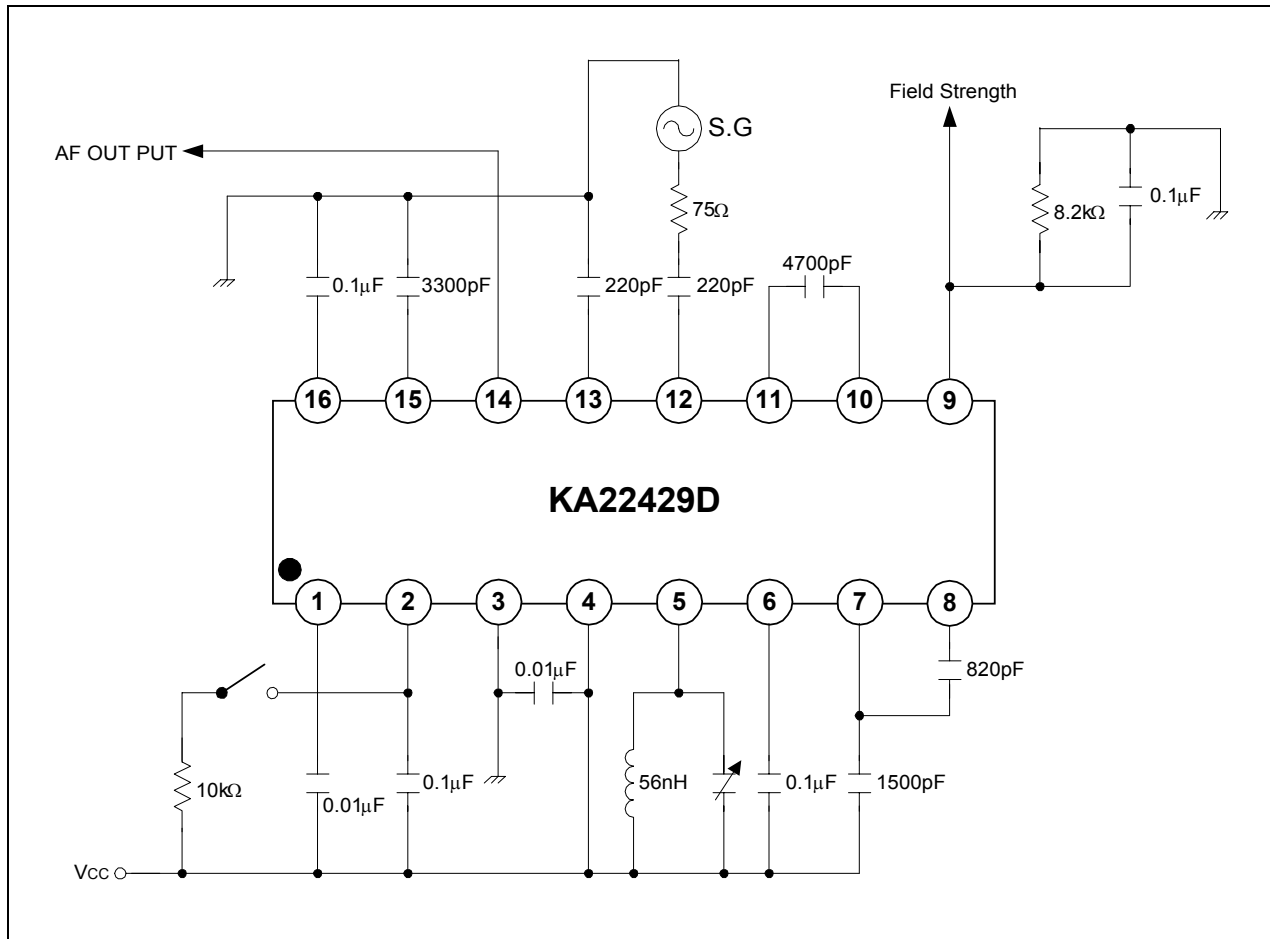 Field Strength
S.G
AF OUT PUT
75Ω
8.2kΩ
0.1μF
0.1μF
3300pF
220pF
220pF
4700pF
16
15
14
13
12
11
10
9
KA22429D
1
2
3
4
5
6
7
8
0.01μF
820pF
10kΩ
0.01μF
0.1μF
56nH
0.1μF
1500pF
Vcc